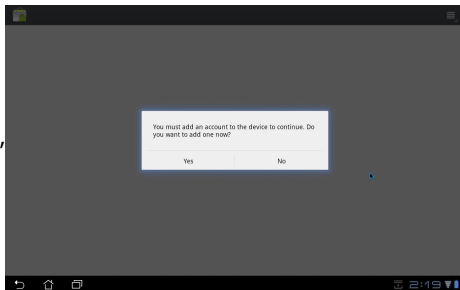 ,
You must add an account to the device to continue. Do
you want to add one now?
Yes No
2:19